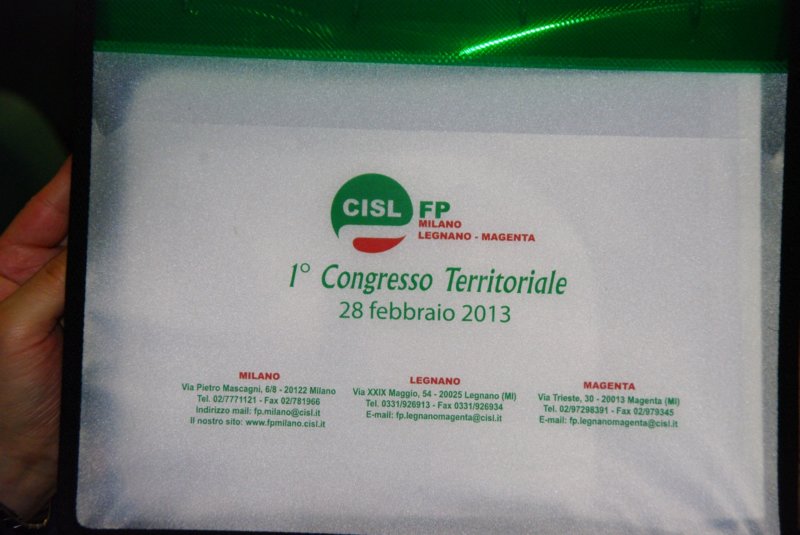 CISL FP
MILANO
LEGNANO - MAGENTA
1° Congresso Territoriale
28 febbraio 2013
MILANO
Via Pietro Mascagni, 6/8 - 20122 Milano
Tel. 02/7771121 - Fax 02/781966
Indirizzo mail: fp.milano@cisl.it
Il nostro sito: www.fpmilano.cisl.it
LEGNANO
Via XXIX Maggio, 54 - 20025 Legnano (MI)
Tel. 0331/926913 - Fax 0331/926934
E-mail: fp.legnanomagenta@cisl.it
MAGENTA
Via Trieste, 30 - 20013 Magenta (MI)
Tel. 02/97298391 - Fax 02/979345
E-mail: fp.legnanomagenta@cisl.it